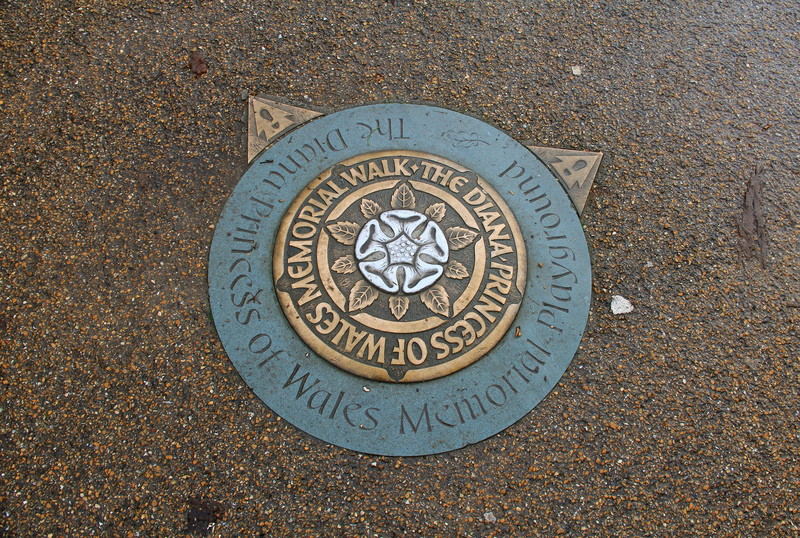 The Diana Princess of Wales Memorial Playground
THE DIANA · PRINCESS OF WALES MEMORIAL WALK ·